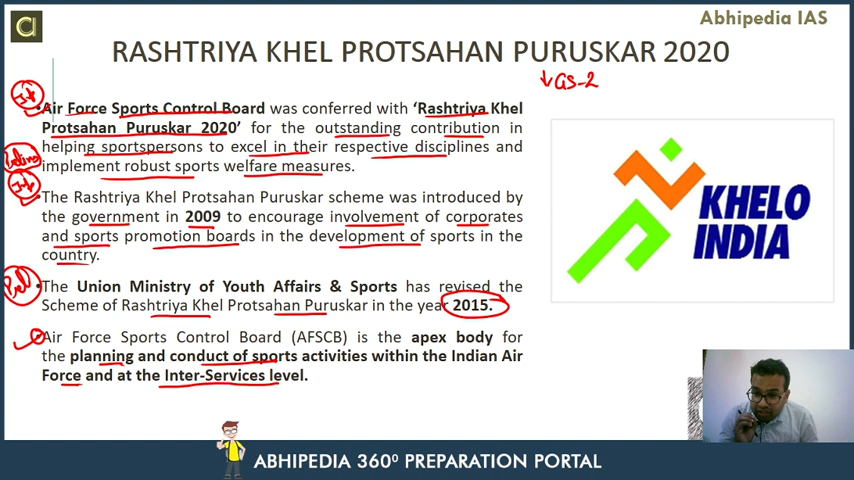 a
Abhipedia IAS
RASHTRIYA KHEL PROTSAHAN PURUSKAR 2020
GS-2
Air Force Sports Control Board was conferred with ‘Rashtriya Khel
Protsahan Puruskar 2020’ for the outstanding contribution in
helping sportspersons to excel in their respective disciplines and
implement robust sports welfare measures.
The Rashtriya Khel Protsahan Puruskar scheme was introduced by
the government in 2009 to encourage involvement of corporates
and sports promotion boards in the development of sports in the
country.
The Union Ministry of Youth Affairs & Sports has revised the
Scheme of Rashtriya Khel Protsahan Puruskar in the year 2015.
Air Force Sports Control Board (AFSCB) is the apex body for
the planning and conduct of sports activities within the Indian Air
Force and at the Inter-Services level.
KHELO
INDIA
ABHIPEDIA 360⁰ PREPARATION PORTAL